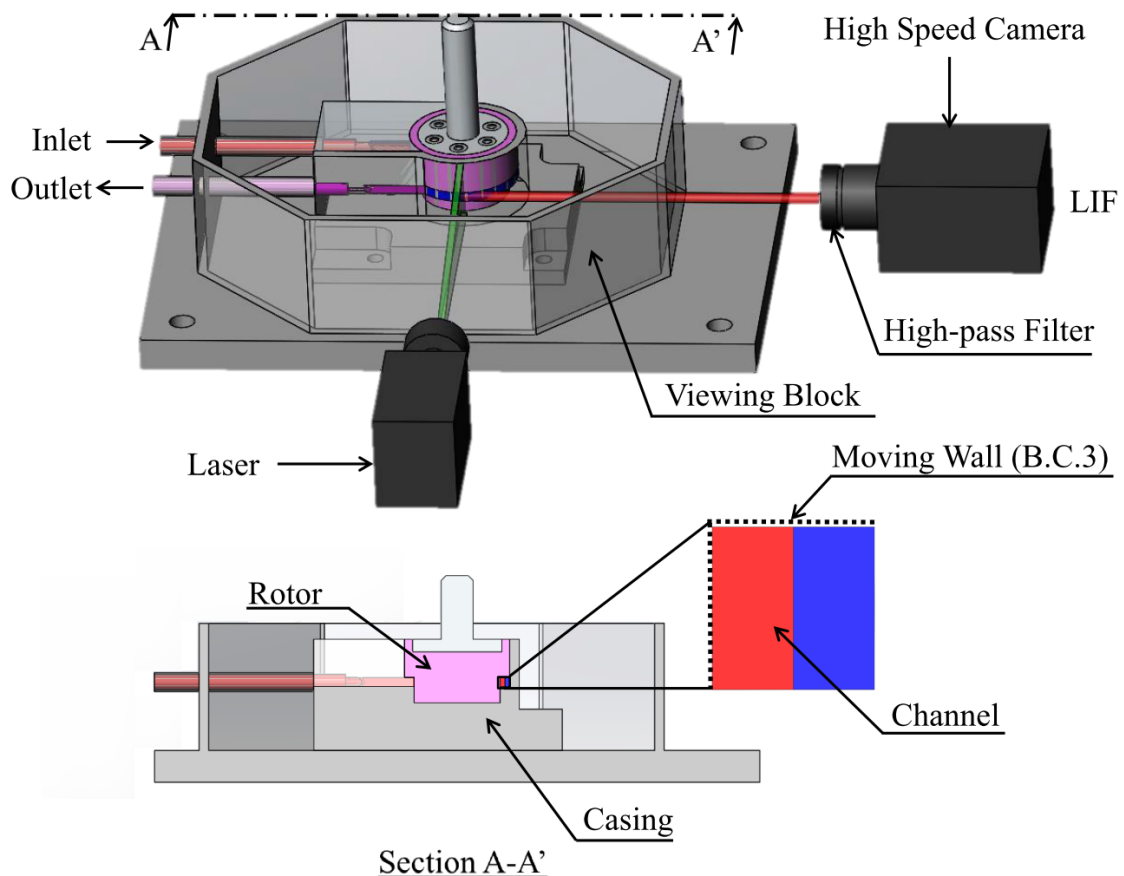 A
A’
High Speed Camera
Inlet
Outlet
LIF
High-pass Filter
Viewing Block
Laser
Moving Wall (B.C.3)
Rotor
Channel
Casing
Section A-A’